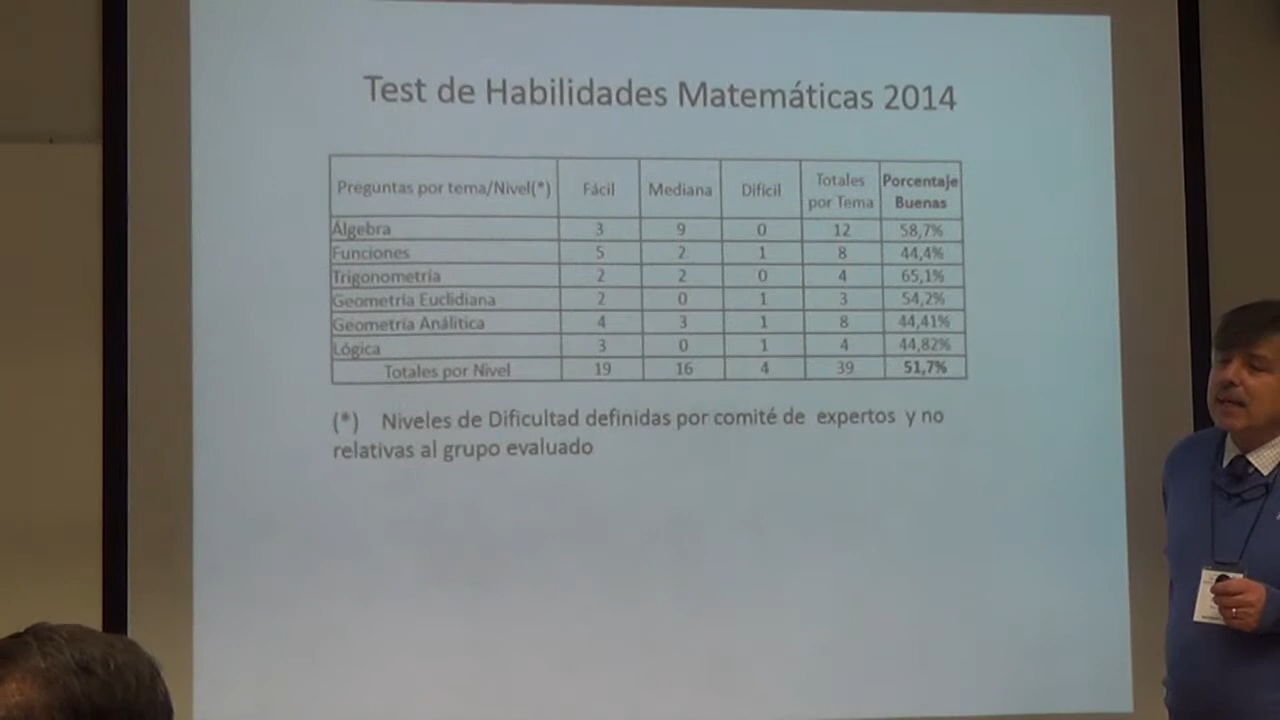 Test de Habilidades Matemáticas 2014
Preguntas por tema/Nivel(*) Fácil Mediana Difícil Totales por Tema Porcentaje Buenas
Álgebra 3 9 0 12 58,7%
Funciones 5 2 1 8 44,4%
Trigonometría 2 2 0 4 65,1%
Geometría Euclidiana 2 0 1 3 54,2%
Geometría Análitica 4 3 1 8 44,41%
Lógica 3 0 1 4 44,82%
Totales por Nivel 19 16 4 39 51,7%
(*) Niveles de Dificultad definidas por comité de expertos y no
relativas al grupo evaluado